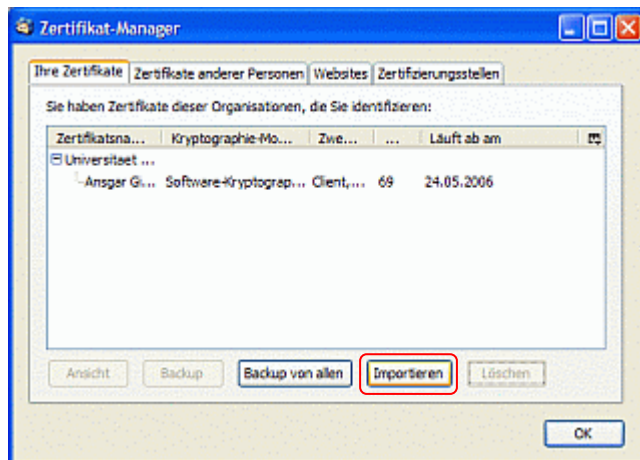 Zertifikat-Manager
Ihre Zertifikate Zertifikate anderer Personen Websites Zertifizierungsstellen
Sie haben Zertifikate dieser Organisationen, die Sie identifizieren:
Zertifikatsna... Kryptographie-Mo... Zwe... ... Läuft ab am
Universitaet ...
Ansgar Gi... Software-Kryptograp... Client,... 69 24.05.2006
Ansicht Backup Backup von allen Importieren Löschen
OK